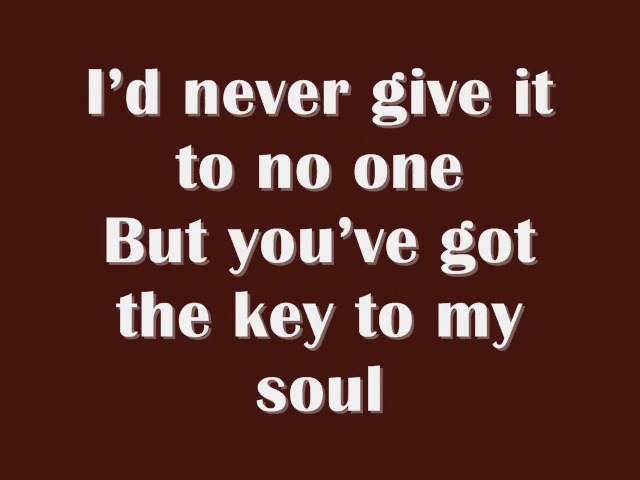 I’d never give it
to no one
But you’ve got
the key to my
soul